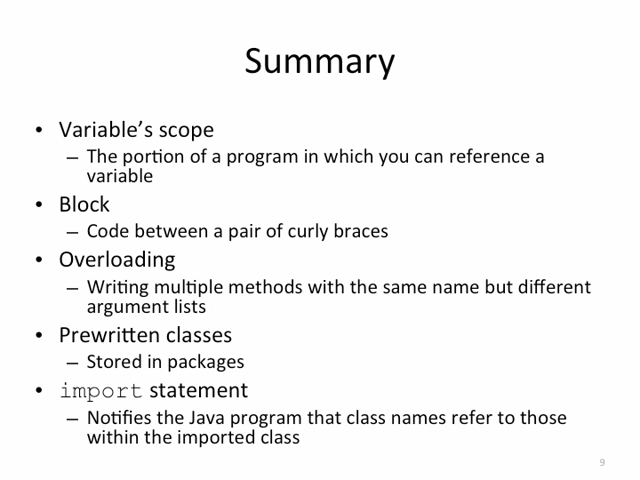 Summary
• Variable’s scope
– The portion of a program in which you can reference a
variable
• Block
– Code between a pair of curly braces
• Overloading
– Writing multiple methods with the same name but different
argument lists
• Prewritten classes
– Stored in packages
• import statement
– Notifies the Java program that class names refer to those
within the imported class
9